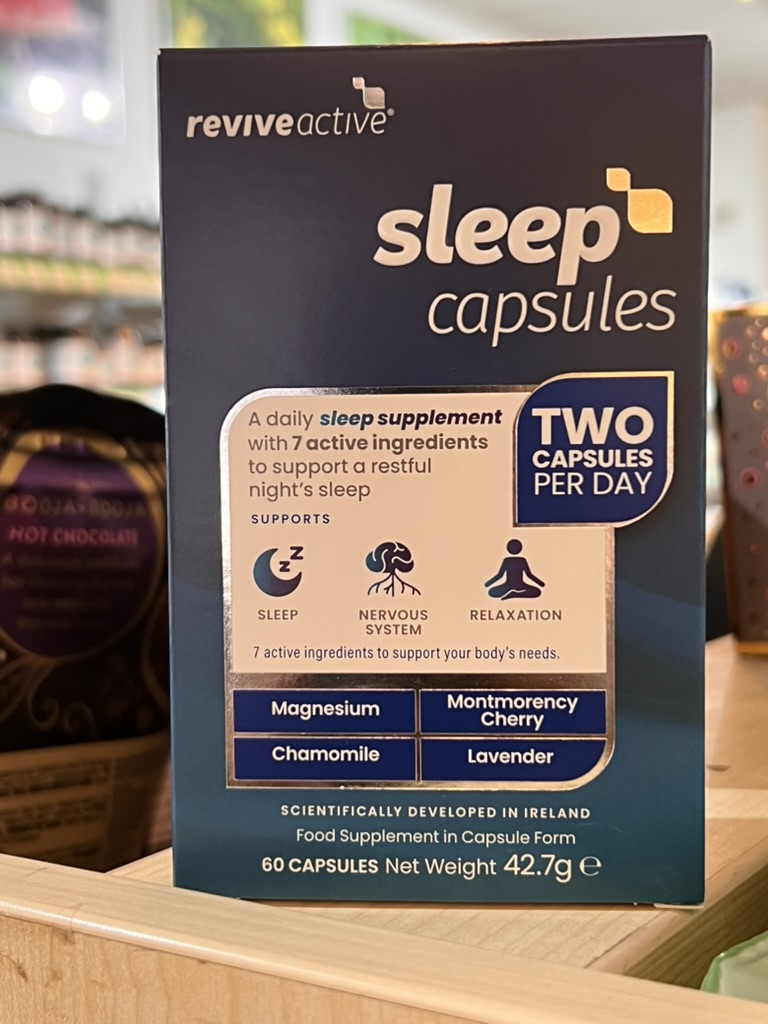 reviveactive®
sleep
capsules
A daily sleep supplement
with 7 active ingredients
to support a restful
night's sleep
TWO
CAPSULES
PER DAY
SUPPORTS
z z z
SLEEP
NERVOUS
SYSTEM
RELAXATION
7 active ingredients to support your body's needs.
Magnesium
Montmorency
Cherry
Chamomile
Lavender
SCIENTIFICALLY DEVELOPED IN IRELAND
Food Supplement in Capsule Form
60 CAPSULES Net Weight 42.7g ℮
HOT CHOCOLATE